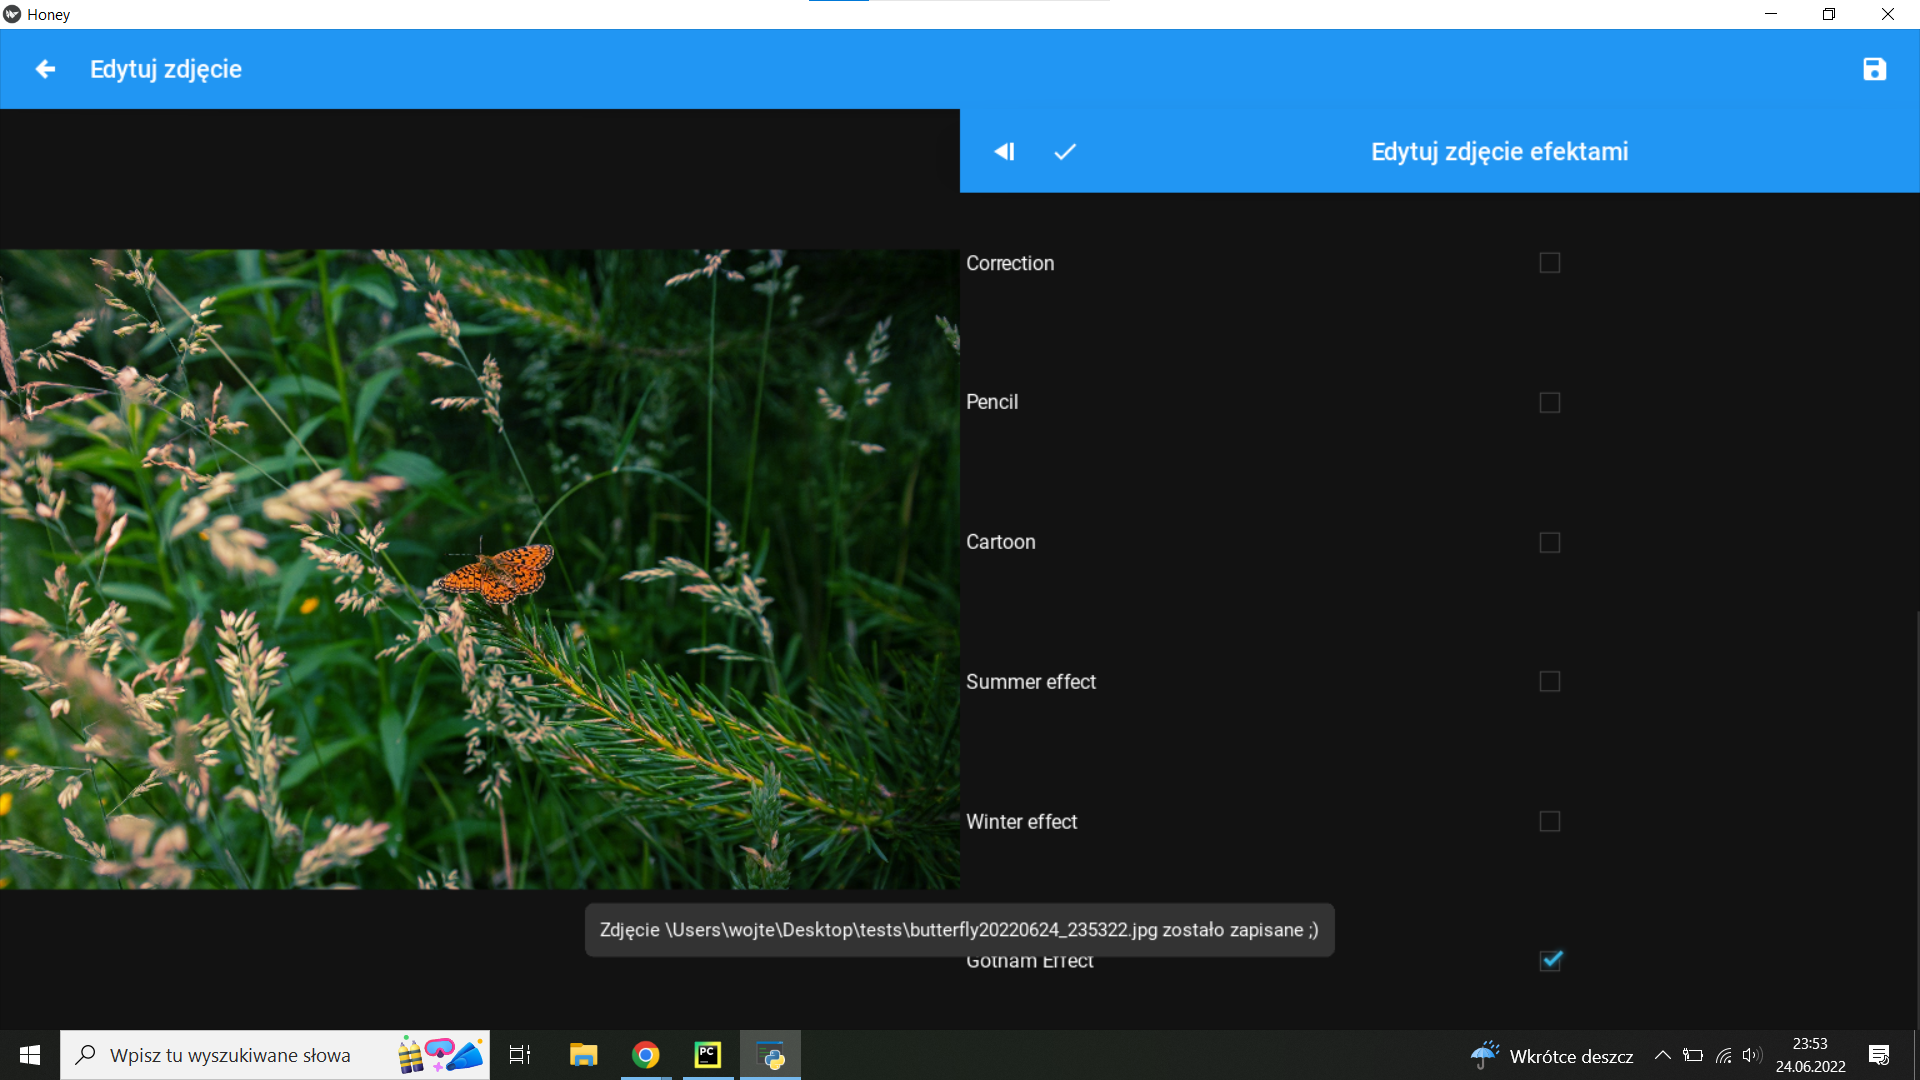 Honey
Edytuj zdjęcie
Edytuj zdjęcie efektami
Correction
Pencil
Cartoon
Summer effect
Winter effect
Zdjęcie \Users\wojte\Desktop\tests\butterfly20220624_235322.jpg zostało zapisane ;)
Gotham Effect
Wpisz tu wyszukiwane słowa
PC
Wkrótce deszcz
23:53
24.06.2022